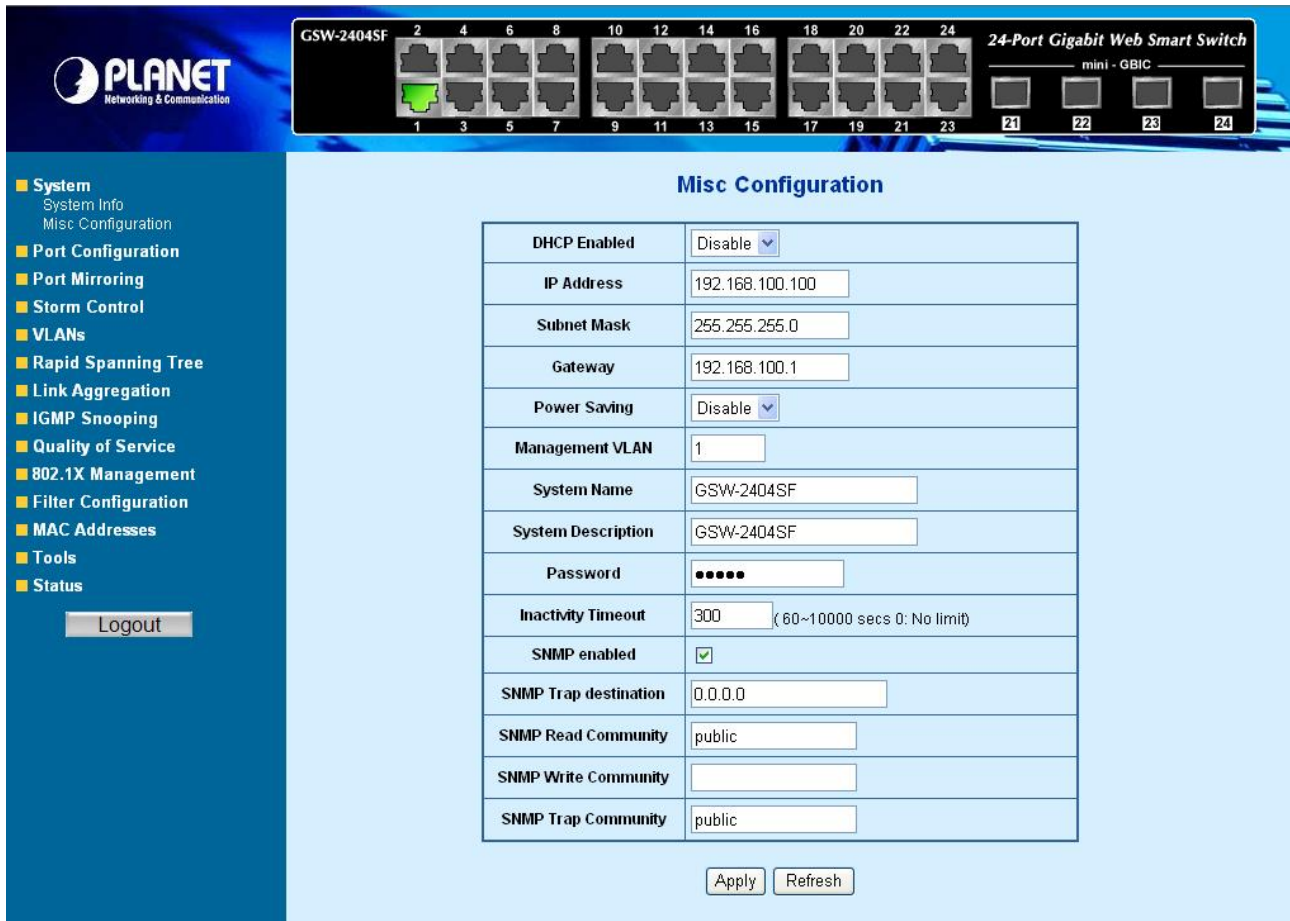 PLANET
Networking & Communication
GSW-2404SF
2 4 6 8 10 12 14 16 18 20 22 24
1 3 5 7 9 11 13 15 17 19 21 23
24-Port Gigabit Web Smart Switch
mini - GBIC
21 22 23 24
System
System Info
Misc Configuration
Port Configuration
Port Mirroring
Storm Control
VLANs
Rapid Spanning Tree
Link Aggregation
IGMP Snooping
Quality of Service
802.1X Management
Filter Configuration
MAC Addresses
Tools
Status
Logout
Misc Configuration
DHCP Enabled Disable
IP Address 192.168.100.100
Subnet Mask 255.255.255.0
Gateway 192.168.100.1
Power Saving Disable
Management VLAN 1
System Name GSW-2404SF
System Description GSW-2404SF
Password •••••
Inactivity Timeout 300 ( 60~10000 secs 0: No limit)
SNMP enabled
SNMP Trap destination 0.0.0.0
SNMP Read Community public
SNMP Write Community
SNMP Trap Community public
Apply Refresh